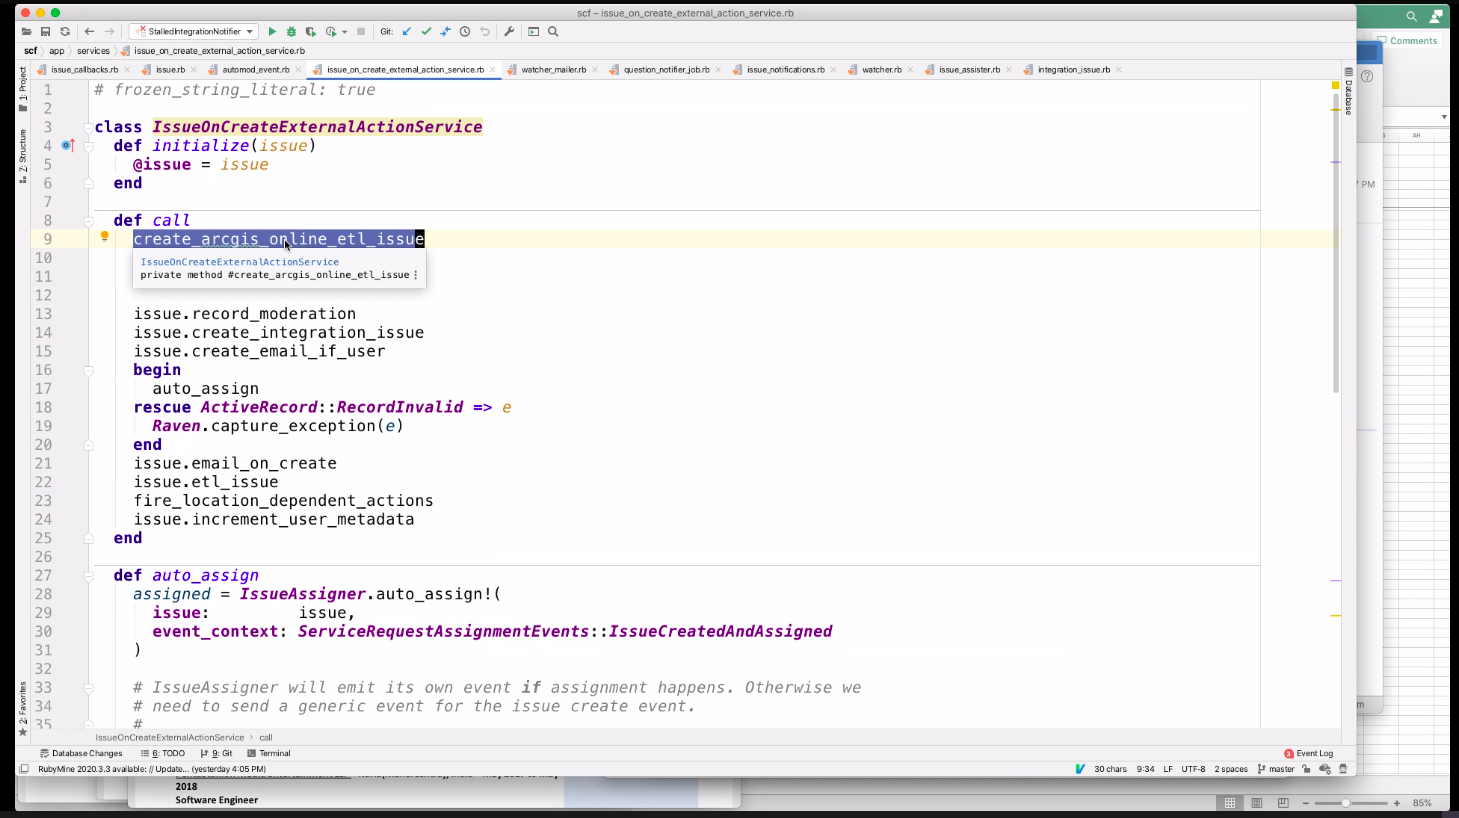 scf – issue_on_create_external_action_service.rb
StalledIntegrationNotifier
Git:
Comments
scf
app
services
issue_on_create_external_action_service.rb
issue_callbacks.rb
issue.rb
automod_event.rb
issue_on_create_external_action_service.rb
watcher_mailer.rb
question_notifier_job.rb
issue_notifications.rb
watcher.rb
issue_assister.rb
integration_issue.rb
1: Project
Z: Structure
2: Favorites
Database
AH
7 PM
1 # frozen_string_literal: true
2
3 class IssueOnCreateExternalActionService
4 def initialize(issue)
5 @issue = issue
6 end
7
8 def call
9 create_arcgis_online_etl_issue
10 IssueOnCreateExternalActionService
11 private method #create_arcgis_online_etl_issue
12
13 issue.record_moderation
14 issue.create_integration_issue
15 issue.create_email_if_user
16 begin
17 auto_assign
18 rescue ActiveRecord::RecordInvalid => e
19 Raven.capture_exception(e)
20 end
21 issue.email_on_create
22 issue.etl_issue
23 fire_location_dependent_actions
24 issue.increment_user_metadata
25 end
26
27 def auto_assign
28 assigned = IssueAssigner.auto_assign!(
29 issue: issue,
30 event_context: ServiceRequestAssignmentEvents::IssueCreatedAndAssigned
31 )
32
33 # IssueAssigner will emit its own event if assignment happens. Otherwise we
34 # need to send a generic event for the issue create event.
35 #
IssueOnCreateExternalActionService
call
Database Changes
6: TODO
9: Git
Terminal
Event Log
RubyMine 2020.3.3 available: // Update... (yesterday 4:05 PM)
30 chars
9:34
LF
UTF-8
2 spaces
master
2018
Software Engineer
85%